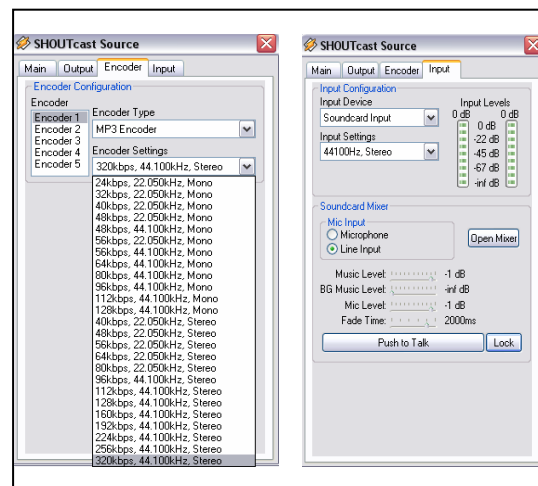 SHOUTcast Source
Main Output Encoder Input
Encoder Configuration
Encoder
Encoder 1
Encoder 2
Encoder 3
Encoder 4
Encoder 5
Encoder Type
MP3 Encoder
Encoder Settings
320kbps, 44.100kHz, Stereo
24kbps, 22.050kHz, Mono
32kbps, 22.050kHz, Mono
40kbps, 22.050kHz, Mono
48kbps, 22.050kHz, Mono
48kbps, 44.100kHz, Mono
56kbps, 22.050kHz, Mono
56kbps, 44.100kHz, Mono
64kbps, 44.100kHz, Mono
80kbps, 44.100kHz, Mono
96kbps, 44.100kHz, Mono
112kbps, 44.100kHz, Mono
128kbps, 44.100kHz, Mono
40kbps, 22.050kHz, Stereo
48kbps, 22.050kHz, Stereo
56kbps, 22.050kHz, Stereo
64kbps, 22.050kHz, Stereo
80kbps, 22.050kHz, Stereo
96kbps, 44.100kHz, Stereo
112kbps, 44.100kHz, Stereo
128kbps, 44.100kHz, Stereo
160kbps, 44.100kHz, Stereo
192kbps, 44.100kHz, Stereo
224kbps, 44.100kHz, Stereo
256kbps, 44.100kHz, Stereo
320kbps, 44.100kHz, Stereo
SHOUTcast Source
Main Output Encoder Input
Input Configuration
Input Device
Soundcard Input
Input Settings
44100Hz, Stereo
Input Levels
0 dB 0 dB
0 dB
-22 dB
-45 dB
-67 dB
-inf dB
Soundcard Mixer
Mic Input
Microphone
Line Input
Open Mixer
Music Level: -1 dB
BG Music Level: -inf dB
Mic Level: -1 dB
Fade Time: 2000ms
Push to Talk Lock